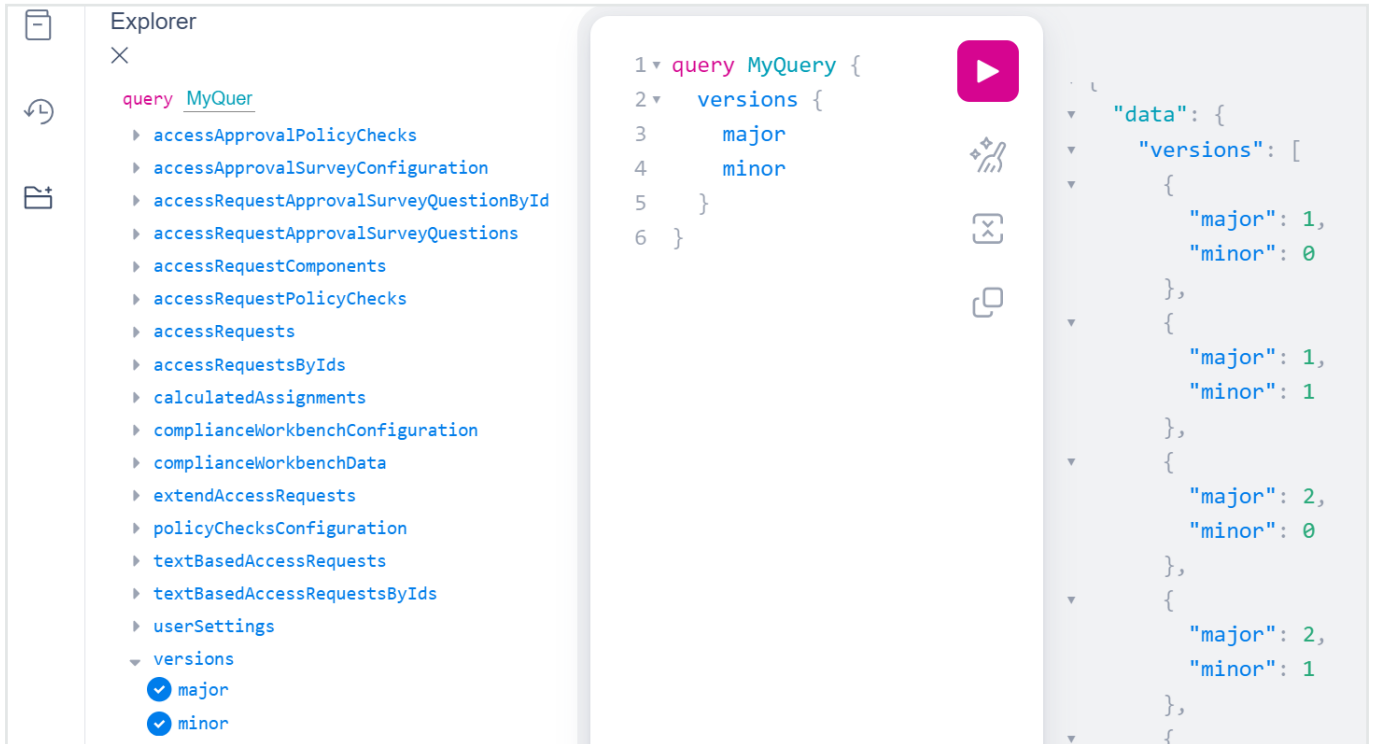 Explorer
query MyQuer
accessApprovalPolicyChecks
accessApprovalSurveyConfiguration
accessRequestApprovalSurveyQuestionById
accessRequestApprovalSurveyQuestions
accessRequestComponents
accessRequestPolicyChecks
accessRequests
accessRequestsByIds
calculatedAssignments
complianceWorkbenchConfiguration
complianceWorkbenchData
extendAccessRequests
policyChecksConfiguration
textBasedAccessRequests
textBasedAccessRequestsByIds
userSettings
versions
major
minor
1 query MyQuery {
2 versions {
3 major
4 minor
5 }
6 }
{
"data": {
"versions": [
{
"major": 1,
"minor": 0
},
{
"major": 1,
"minor": 1
},
{
"major": 2,
"minor": 0
},
{
"major": 2,
"minor": 1
},
{